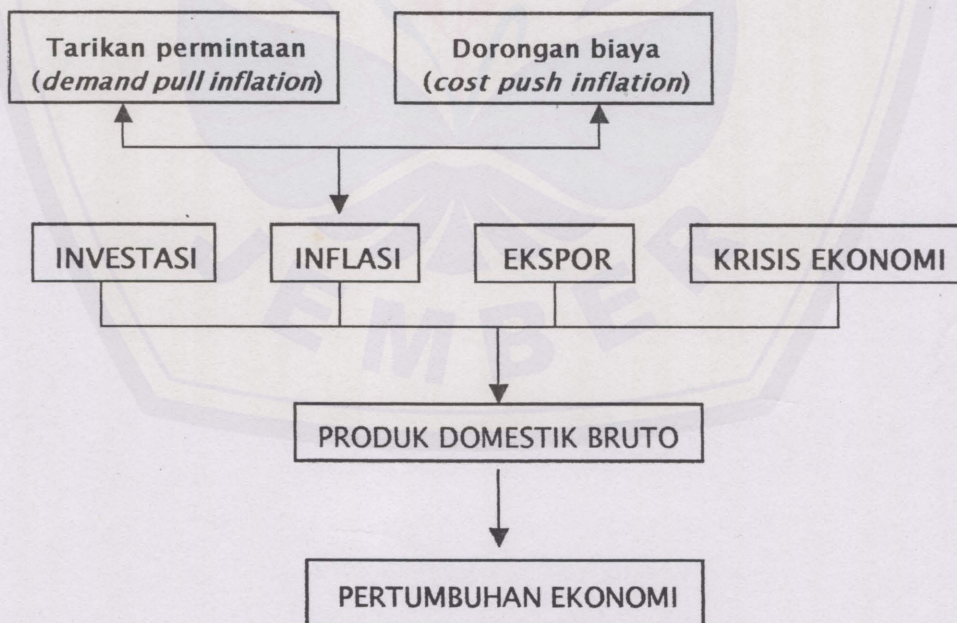 Tarikan permintaan
(demand pull inflation)
Dorongan biaya
(cost push inflation)
INVESTASI
INFLASI
EKSPOR
KRISIS EKONOMI
JEMBER
PRODUK DOMESTIK BRUTO
PERTUMBUHAN EKONOMI